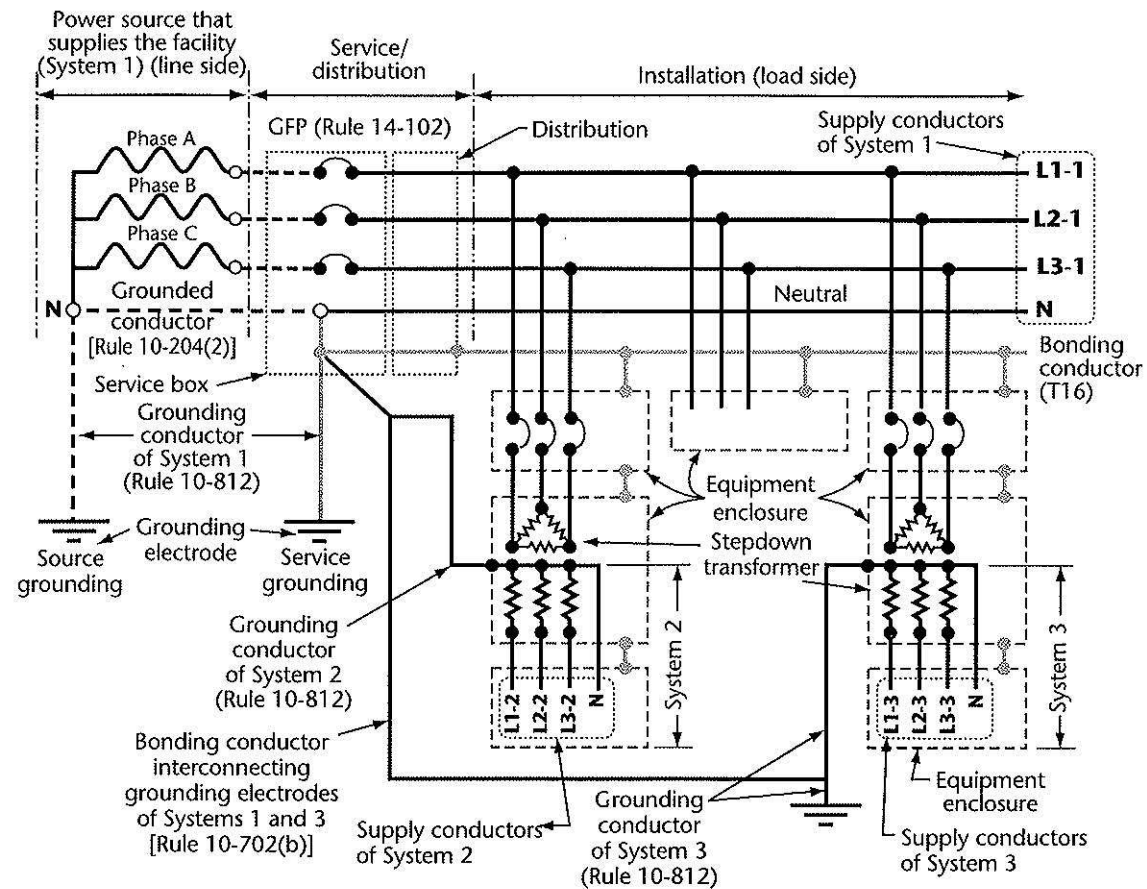 Power source that
supplies the facility
(System 1) (line side)
Service/
distribution
Installation (load side)
GFP (Rule 14-102)
Distribution
Supply conductors
of System 1
Phase A
Phase B
Phase C
L1-1
L2-1
L3-1
N
N
Grounded
conductor
[Rule 10-204(2)]
Neutral
Service box
Bonding
conductor
(T16)
Grounding
conductor
of System 1
(Rule 10-812)
Equipment
enclosure
Stepdown
transformer
Source
grounding
Grounding
electrode
Service
grounding
Grounding
conductor
of System 2
(Rule 10-812)
System 2
System 3
L1-2
L2-2
L3-2
N
L1-3
L2-3
L3-3
N
Bonding conductor
interconnecting
grounding electrodes
of Systems 1 and 3
[Rule 10-702(b)]
Supply conductors
of System 2
Grounding
conductor
of System 3
(Rule 10-812)
Equipment
enclosure
Supply conductors
of System 3